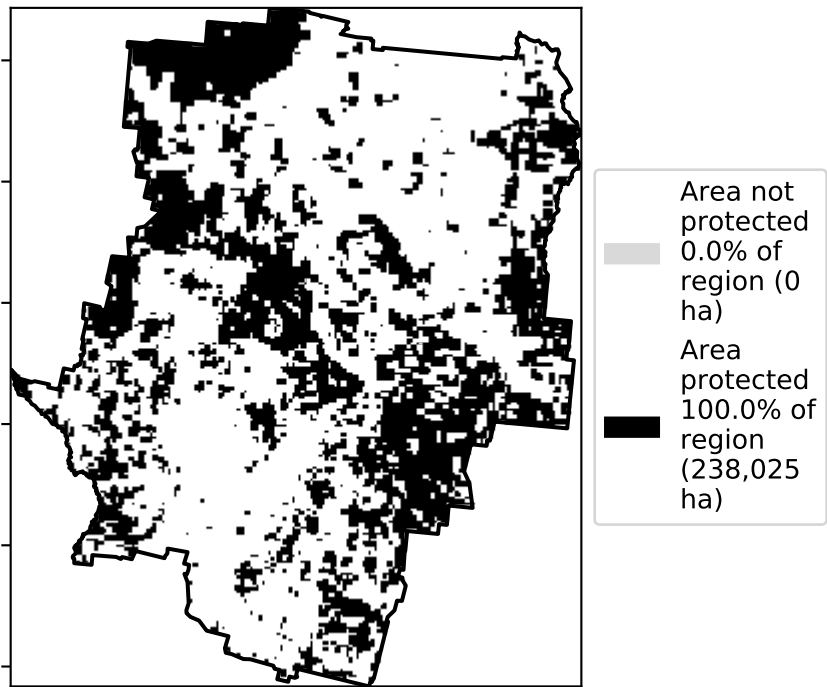 Area not
protected
0.0% of
region (0
ha)
Area
protected
100.0% of
region
(238,025
ha)